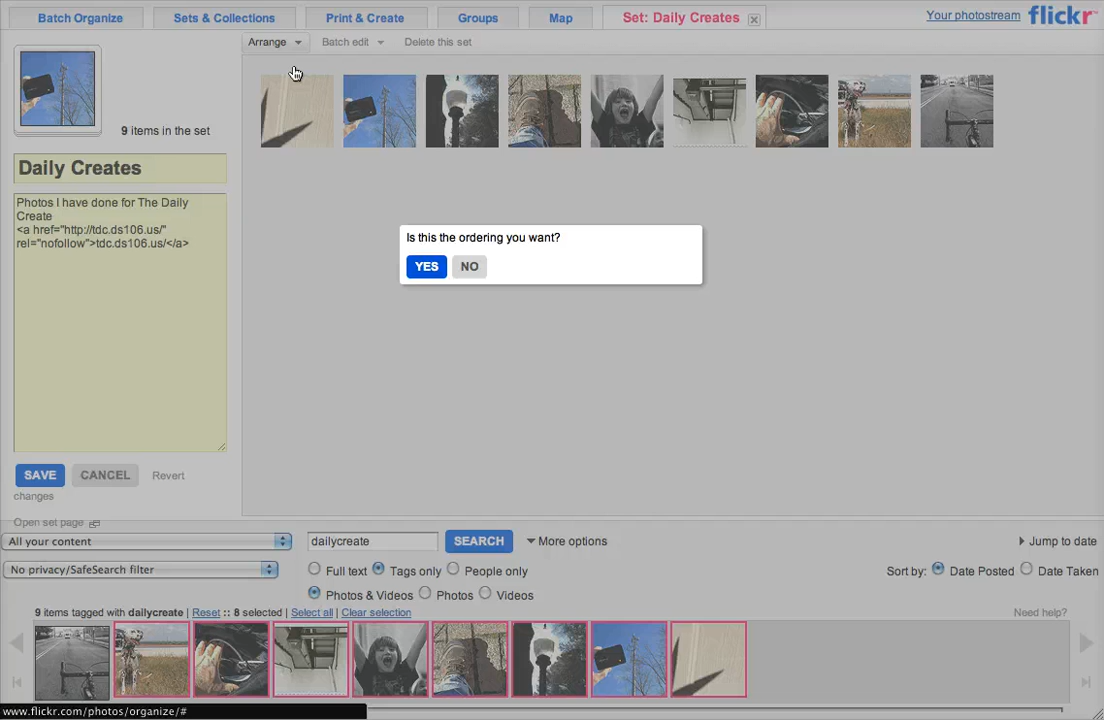 Batch Organize
Sets & Collections
Print & Create
Groups
Map
Set: Daily Creates
Your photostream
flickr
Arrange
Batch edit
Delete this set
9 items in the set
Daily Creates
Photos I have done for The Daily
Create
<a href="http://tdc.ds106.us/"
rel="nofollow">tdc.ds106.us/</a>
Is this the ordering you want?
YES
NO
SAVE
CANCEL
Revert
changes
Open set page
All your content
dailycreate
SEARCH
More options
Jump to date
No privacy/SafeSearch filter
Full text
Tags only
People only
Sort by:
Date Posted
Date Taken
Photos & Videos
Photos
Videos
9 items tagged with dailycreate | Reset :: 8 selected | Select all | Clear selection
Need help?
www.flickr.com/photos/organize/#